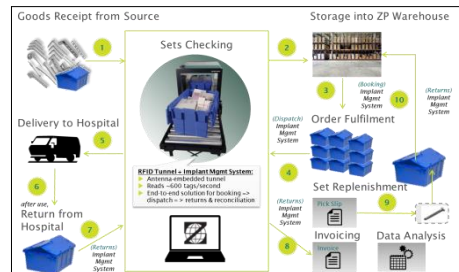 Goods Receipt from Source
Storage into ZP Warehouse
1
Sets Checking
2
3
(Booking)
Implant
Mgmt
System
10
(Returns)
Implant
Mgmt
System
Delivery to Hospital
5
(Dispatch)
Implant
Mgmt
System
Order Fulfilment
4
RFID Tunnel + Implant Mgmt System:
Antenna-embedded tunnel
Reads ~600 tags/second
End-to-end solution for booking =>
dispatch => returns & reconciliation
6
after use,
Return from
Hospital
7
(Returns)
Implant Mgmt
System
(Returns)
Implant
Mgmt
System
8
Set Replenishment
Pick Slip
9
Invoicing
Invoice
Data Analysis